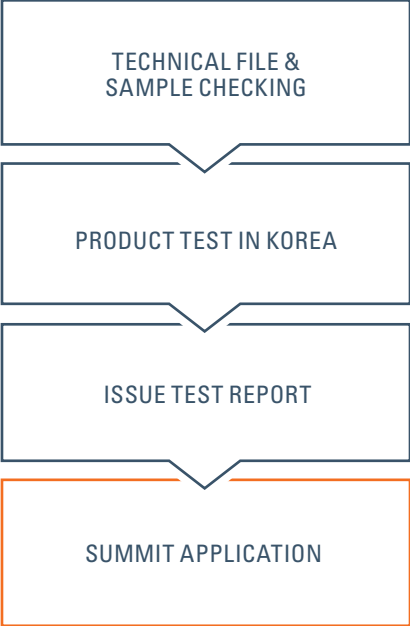 TECHNICAL FILE &
SAMPLE CHECKING
PRODUCT TEST IN KOREA
ISSUE TEST REPORT
SUMMIT APPLICATION